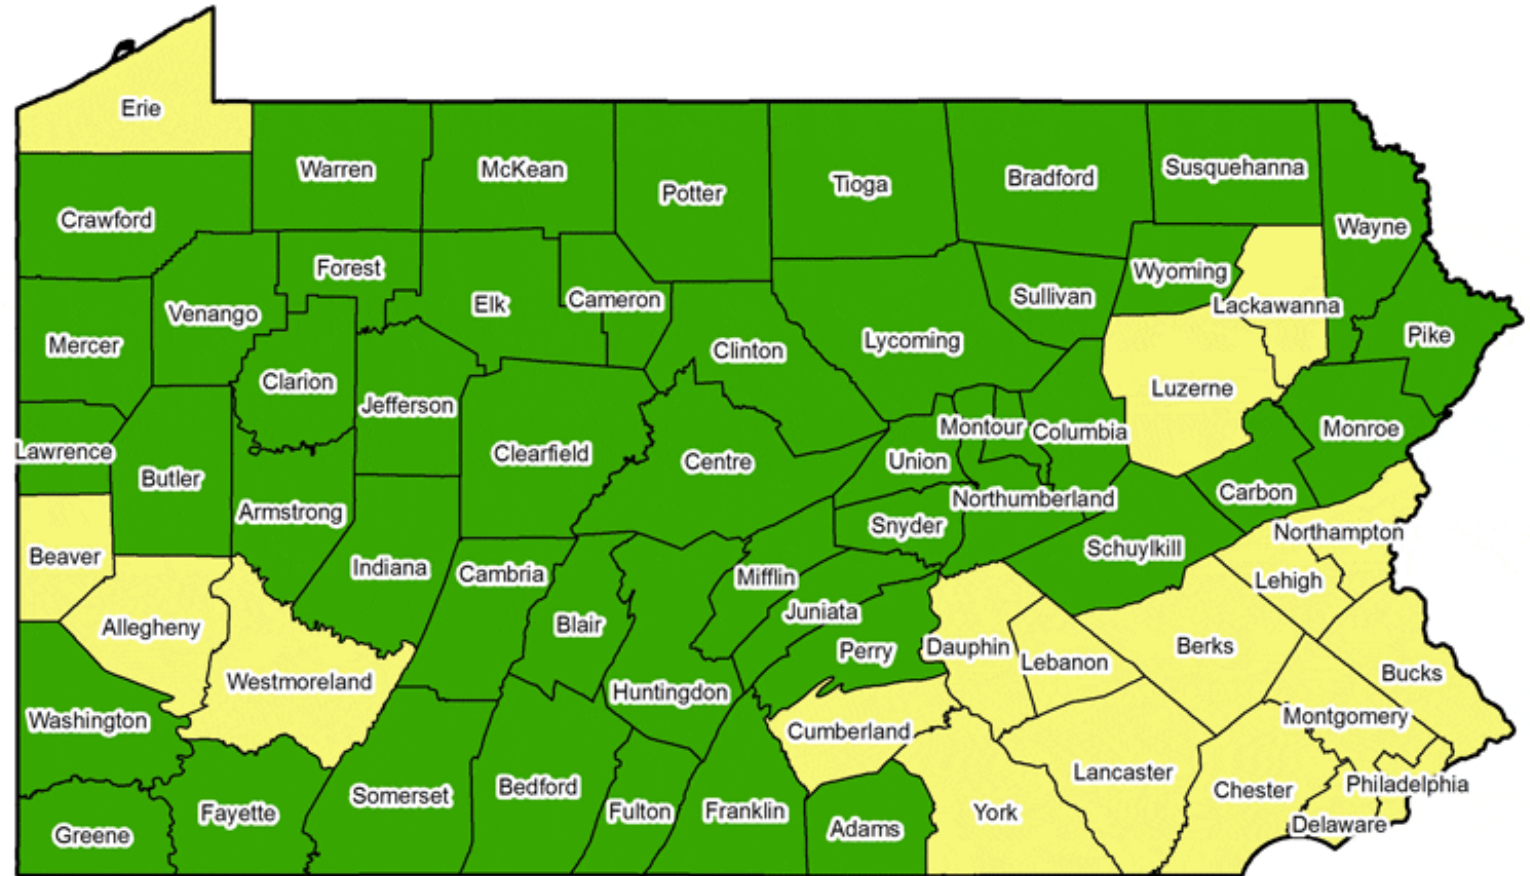 Erie
Warren
McKean
Potter
Tioga
Bradford
Susquehanna
Wayne
Crawford
Forest
Venango
Elk
Cameron
Sullivan
Wyoming
Lackawanna
Pike
Mercer
Clarion
Jefferson
Clinton
Lycoming
Luzerne
Monroe
Lawrence
Butler
Clearfield
Centre
Union
Montour
Columbia
Carbon
Armstrong
Snyder
Northumberland
Northampton
Beaver
Indiana
Cambria
Mifflin
Schuylkill
Lehigh
Allegheny
Blair
Juniata
Perry
Dauphin
Lebanon
Berks
Bucks
Westmoreland
Huntingdon
Washington
Cumberland
Montgomery
Greene
Fayette
Somerset
Bedford
Fulton
Franklin
Adams
York
Lancaster
Chester
Philadelphia
Delaware